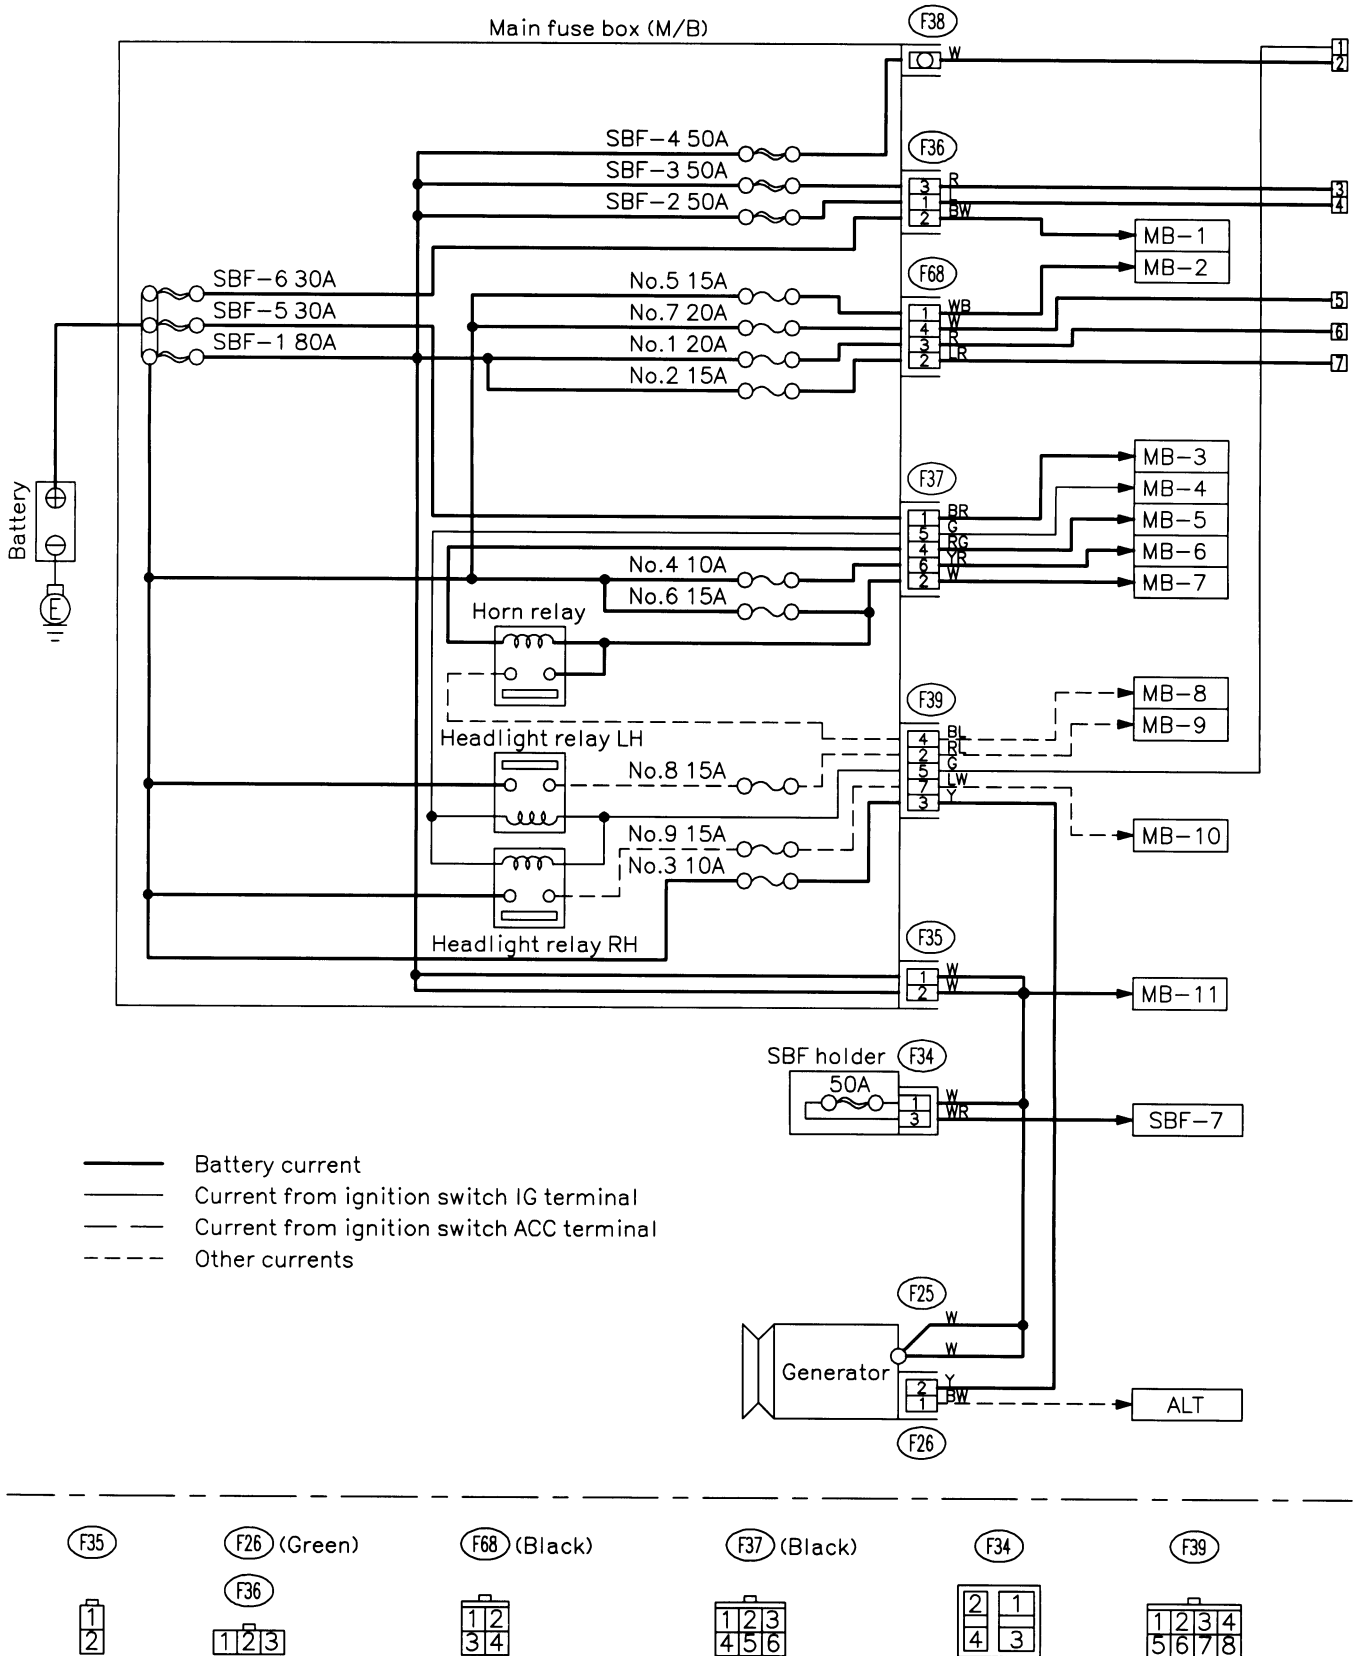 Main fuse box (M/B)
F38
W
1
2
SBF-4 50A
F36
SBF-3 50A
3 R
3
SBF-2 50A
1 L
4
2 BW
MB-1
MB-2
F68
SBF-6 30A
No.5 15A
1 WB
5
SBF-5 30A
No.7 20A
4 W
6
SBF-1 80A
No.1 20A
3 R
No.2 15A
2 LR
7
Battery
F37
MB-3
MB-4
1 BR
MB-5
5 G
4 RG
MB-6
No.4 10A
6 YR
MB-7
No.6 15A
2 W
E
Horn relay
F39
MB-8
MB-9
Headlight relay LH
4 BL
2 RL
No.8 15A
5 G
7 LW
3 Y
No.9 15A
MB-10
No.3 10A
Headlight relay RH
F35
1 W
2 W
MB-11
SBF holder F34
50A
1 W
3 WR
SBF-7
Battery current
Current from ignition switch IG terminal
Current from ignition switch ACC terminal
Other currents
F25
W
W
Generator
2 Y
1 BW
ALT
F26
F35
F26 (Green)
F68 (Black)
F37 (Black)
F34
F39
F36
1
2
1 2 3
1 2
3 4
1 2 3
4 5 6
2 1
4 3
1 2 3 4
5 6 7 8